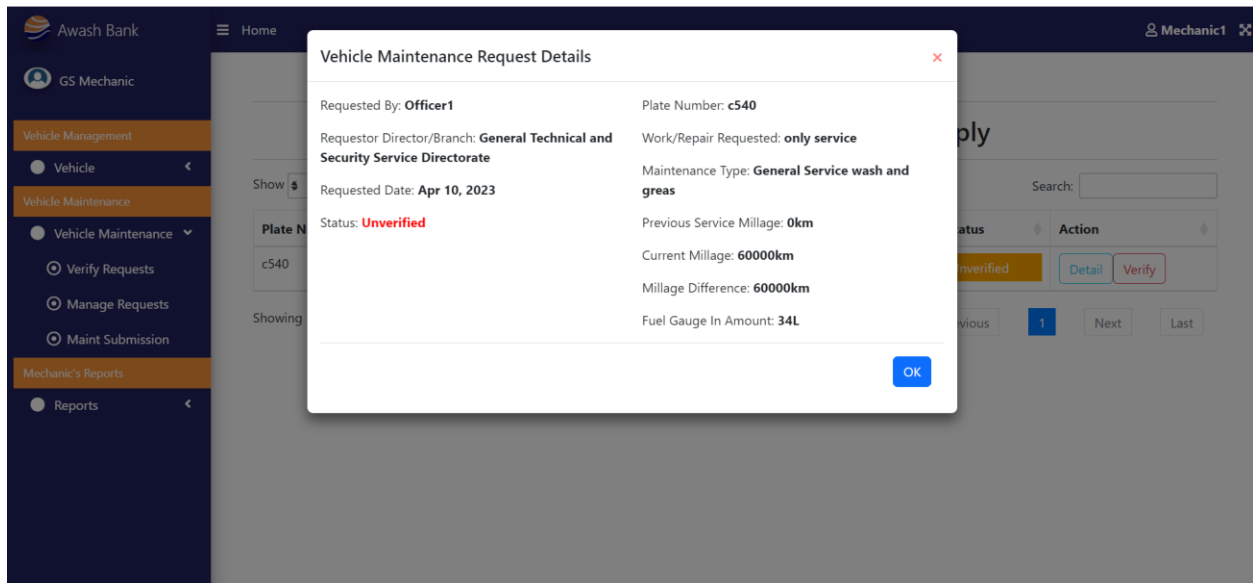 Awash Bank
Home
Mechanic1
GS Mechanic
Vehicle Management
Vehicle
Vehicle Maintenance
Vehicle Maintenance
Verify Requests
Manage Requests
Maint Submission
Mechanic's Reports
Reports
Vehicle Maintenance Request Details
×
Requested By: Officer1
Requestor Director/Branch: General Technical and
Security Service Directorate
Requested Date: Apr 10, 2023
Status: Unverified
Plate Number: c540
Work/Repair Requested: only service
Maintenance Type: General Service wash and
greas
Previous Service Millage: 0km
Current Millage: 60000km
Millage Difference: 60000km
Fuel Gauge In Amount: 34L
OK
ply
Show
Search:
Plate N
atus
Action
c540
nverified
Detail
Verify
Showing
vious
1
Next
Last